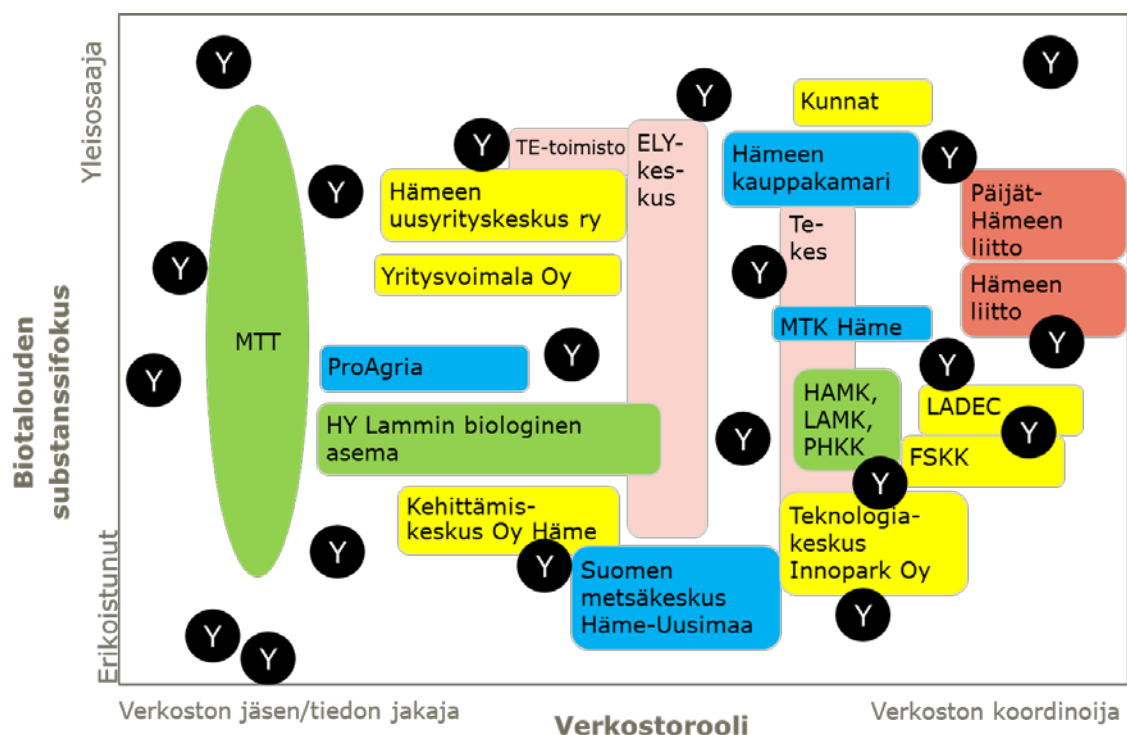 Yleisosaaja
Biotalouden
substanssifokus
Erikoistunut
Y
Y
Y
Kunnat
Y
TE-toimisto
ELY-
kes-
kus
Hämeen
kauppakamari
Y
Y
Hämeen
uusyrityskeskus ry
Päijät-
Hämeen
liitto
Te-
kes
Y
Yritysvoimala Oy
Y
Hämeen
liitto
MTT
MTK Häme
Y
Y
ProAgria
Y
Y
HAMK,
LAMK,
PHKK
LADEC
HY Lammin biologinen
asema
Y
Y
FSKK
Y
Kehittämis-
keskus Oy Häme
Teknologia-
keskus
Innopark Oy
Y
Y
Suomen
metsäkeskus
Häme-Uusimaa
Y
Y
Y
Verkoston jäsen/tiedon jakaja
Verkostorooli
Verkoston koordinoija